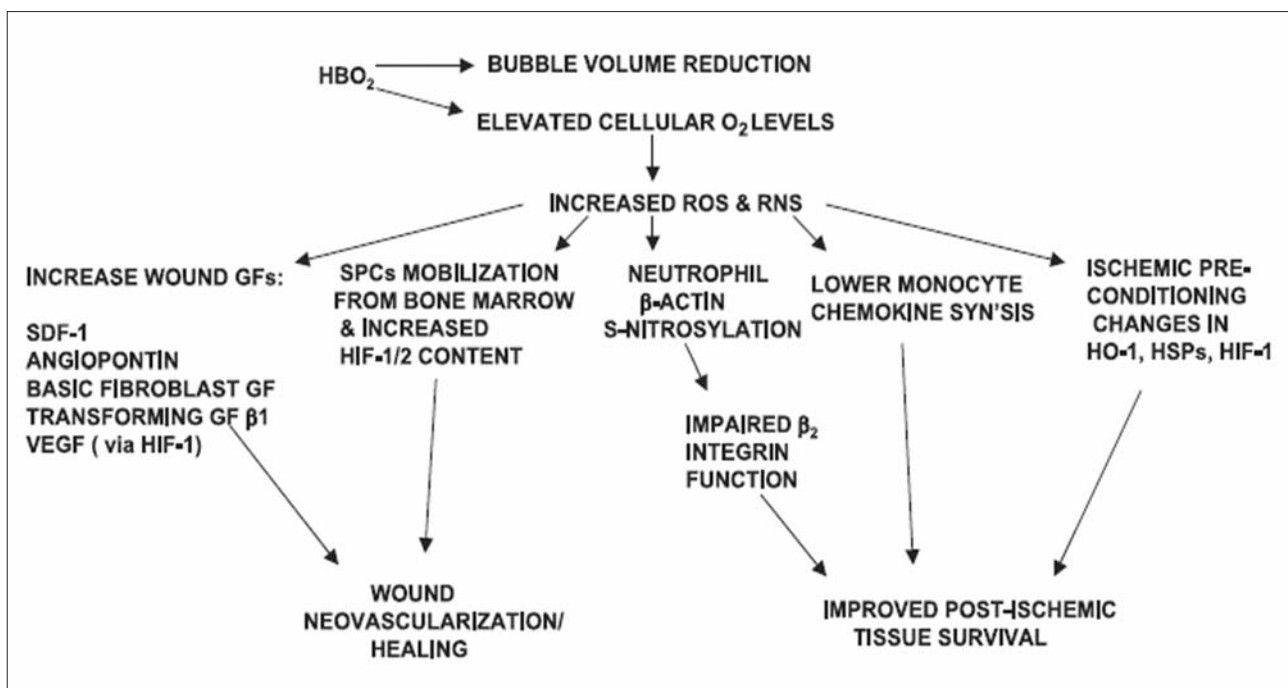 HBO₂
BUBBLE VOLUME REDUCTION
ELEVATED CELLULAR O₂ LEVELS
INCREASED ROS & RNS
INCREASE WOUND GFs:
SDF-1
ANGIOPONTIN
BASIC FIBROBLAST GF
TRANSFORMING GF β1
VEGF ( via HIF-1)
SPCs MOBILIZATION
FROM BONE MARROW
& INCREASED
HIF-1/2 CONTENT
NEUTROPHIL
β-ACTIN
S-NITROSYLATION
IMPAIRED β₂
INTEGRIN
FUNCTION
LOWER MONOCYTE
CHEMOKINE SYN'SIS
ISCHEMIC PRE-
CONDITIONING
CHANGES IN
HO-1, HSPs, HIF-1
WOUND
NEOVASCULARIZATION/
HEALING
IMPROVED POST-ISCHEMIC
TISSUE SURVIVAL